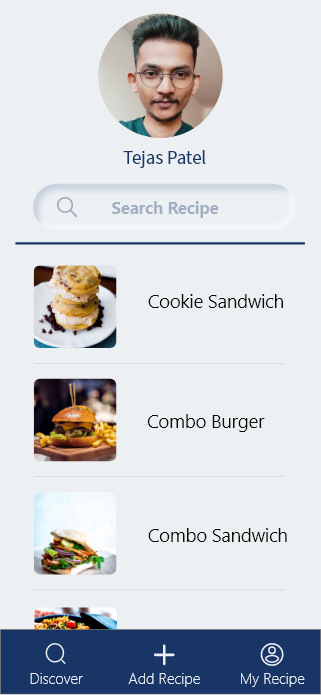 Tejas Patel
Search Recipe
Cookie Sandwich
Combo Burger
Combo Sandwich
Discover
Add Recipe
My Recipe